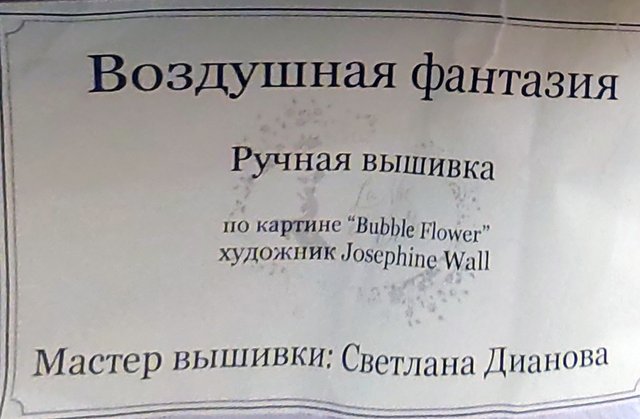 Воздушная фантазия
Ручная вышивка
по картине “Bubble Flower”
художник Josephine Wall
Мастер вышивки: Светлана Дианова